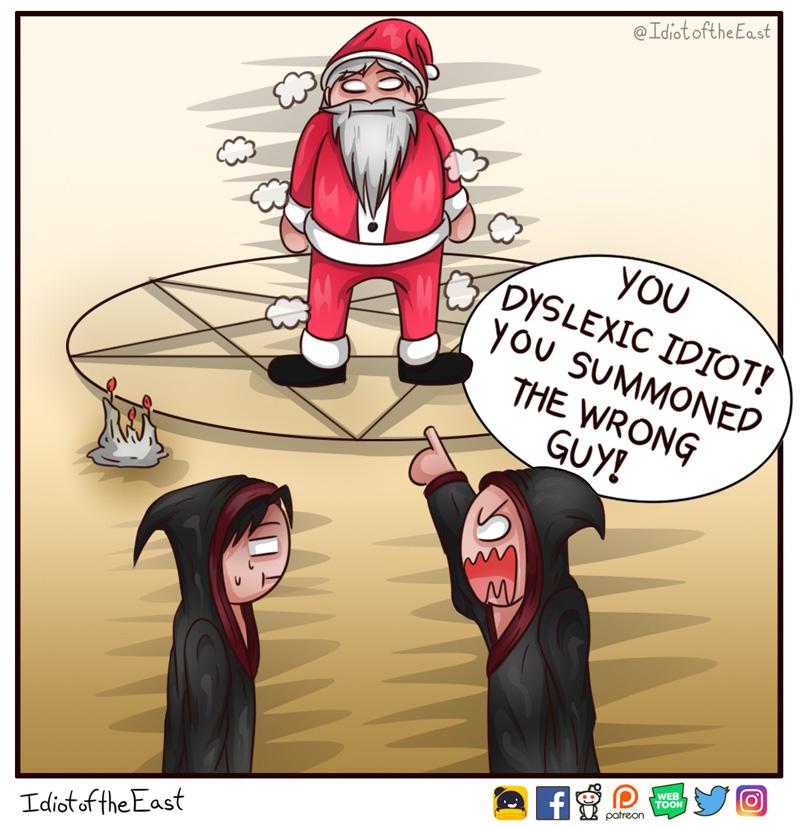 @IdiotoftheEast
YOU
DYSLEXIC IDIOT!
YOU SUMMONED
THE WRONG
GUY!
IdiotoftheEast
patreon
WEB
TOON